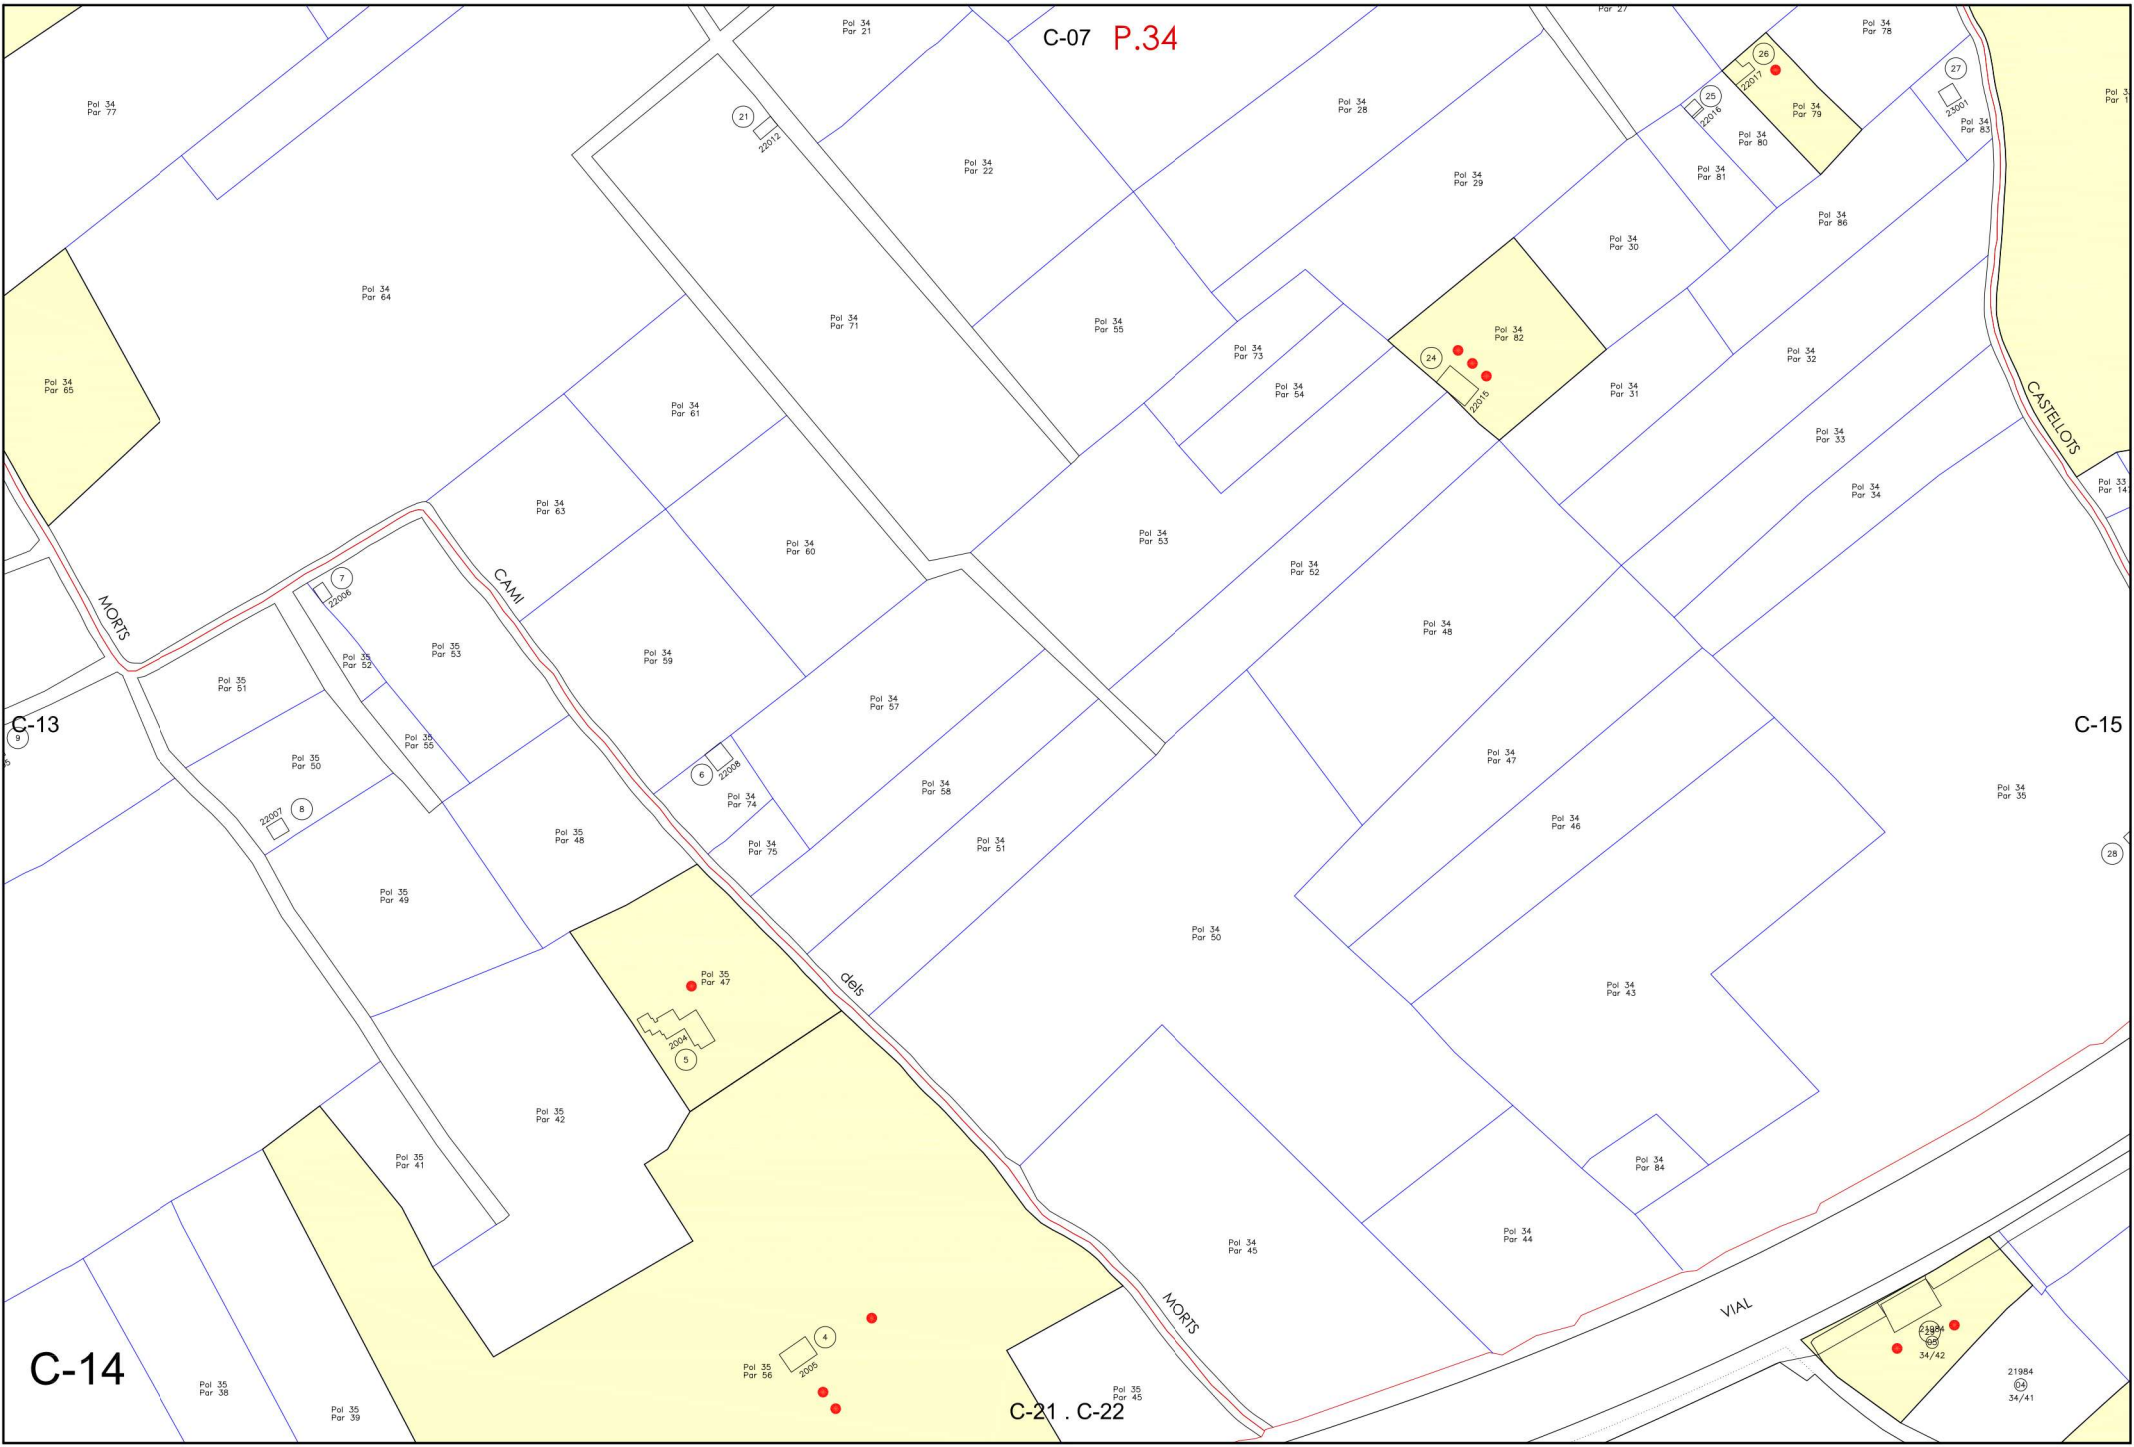 Par 27
Pol 34
Par 21
C-07 P.34
Pol 34
Par 78
26
22017
27
23001
25
22016
Pol 34
Par 77
21
22012
Pol 34
Par 28
Pol 34
Par 79
Pol 34
Par 80
Pol 34
Par 83
Pol 34
Par 22
Pol 34
Par 29
Pol 34
Par 81
Pol 34
Par 86
Pol 34
Par 30
Pol 34
Par 64
Pol 34
Par 71
Pol 34
Par 55
Pol 34
Par 73
Pol 34
Par 82
24
22015
Pol 34
Par 32
Pol 34
Par 65
Pol 34
Par 54
Pol 34
Par 31
Pol 34
Par 61
CASTELLOTS
Pol 34
Par 33
Pol 34
Par 63
Pol 34
Par 34
Pol 33
Par 14
Pol 34
Par 60
Pol 34
Par 53
Pol 34
Par 52
7
22006
CAMI
MORTS
Pol 34
Par 48
Pol 35
Par 53
Pol 35
Par 52
Pol 34
Par 59
Pol 35
Par 51
Pol 34
Par 57
C-13
9
C-15
Pol 35
Par 55
Pol 35
Par 50
Pol 34
Par 47
6
22008
Pol 34
Par 58
Pol 34
Par 35
Pol 34
Par 74
22007
8
Pol 34
Par 46
Pol 35
Par 48
Pol 34
Par 75
Pol 34
Par 51
28
Pol 35
Par 49
Pol 34
Par 50
Pol 35
Par 47
dels
Pol 34
Par 43
2004
5
Pol 35
Par 42
Pol 35
Par 41
Pol 34
Par 84
Pol 34
Par 44
Pol 34
Par 45
MORTS
VIAL
34/42
C-14
4
2005
Pol 35
Par 56
21984
04
34/41
Pol 35
Par 38
Pol 35
Par 39
Pol 35
Par 45
C-21 . C-22